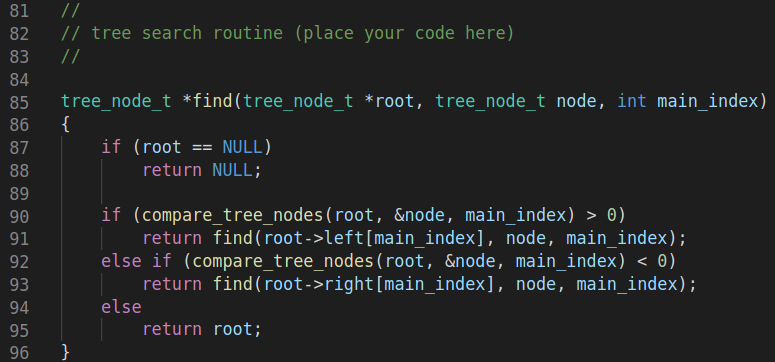 81 //
82 // tree search routine (place your code here)
83 //
84
85 tree_node_t *find(tree_node_t *root, tree_node_t node, int main_index)
86 {
87     if (root == NULL)
88         return NULL;
89
90     if (compare_tree_nodes(root, &node, main_index) > 0)
91         return find(root->left[main_index], node, main_index);
92     else if (compare_tree_nodes(root, &node, main_index) < 0)
93         return find(root->right[main_index], node, main_index);
94     else
95         return root;
96 }